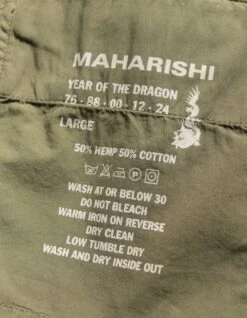 MAHARISHI
YEAR OF THE DRAGON
76 - 88 - 00 - 12 - 24
LARGE
50% HEMP 50% COTTON
WASH AT OR BELOW 30
DO NOT BLEACH
WARM IRON ON REVERSE
DRY CLEAN
LOW TUMBLE DRY
WASH AND DRY INSIDE OUT